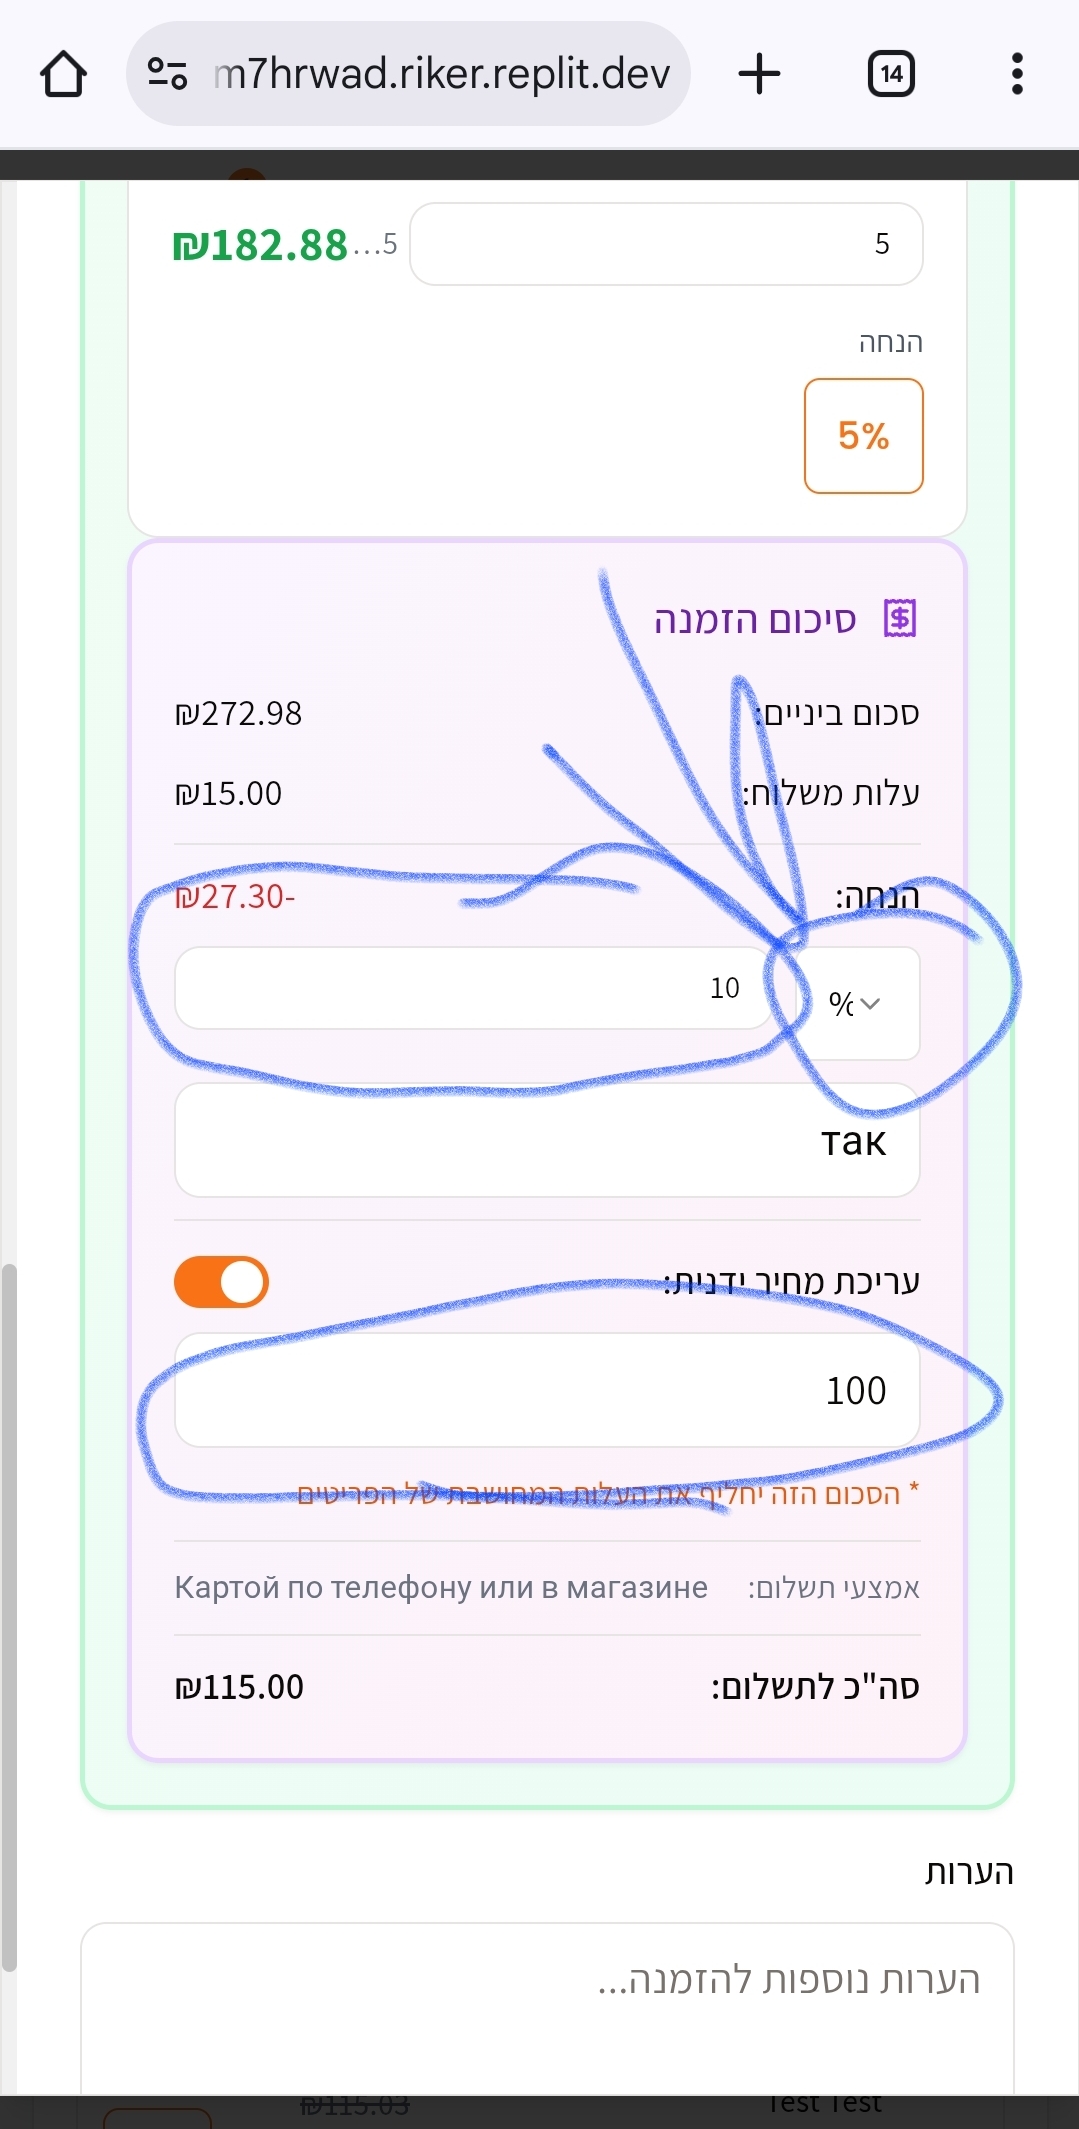 m7hrwad.riker.replit.dev
14
5
5...
₪182.88
הנחה
5%
סיכום הזמנה
סכום ביניים: ₪272.98
עלות משלוח: ₪15.00
הנחה: -₪27.30
% 10
так
עריכת מחיר ידנית:
100
* הסכום הזה יחליף את העלות המחושבת של הפריטים
אמצעי תשלום: Картой по телефону или в магазине
סה"כ לתשלום: ₪115.00
הערות
הערות נוספות להזמנה...
Test Test ₪115.03